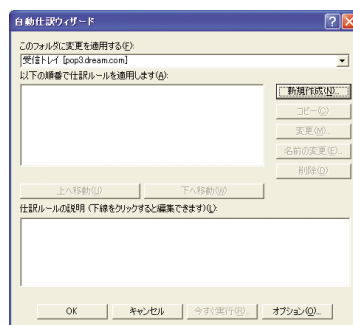 自動仕訳ウィザード
このフォルダに変更を適用する(F):
受信トレイ [pop3.dream.com]
以下の順番で仕訳ルールを適用します(A):
新規作成(N)...
コピー(C)
変更(M)...
名前の変更(E)...
削除(D)
上へ移動(U) 下へ移動(W)
仕訳ルールの説明 (下線をクリックすると編集できます)(L):
OK キャンセル 今すぐ実行(R)... オプション(O)...